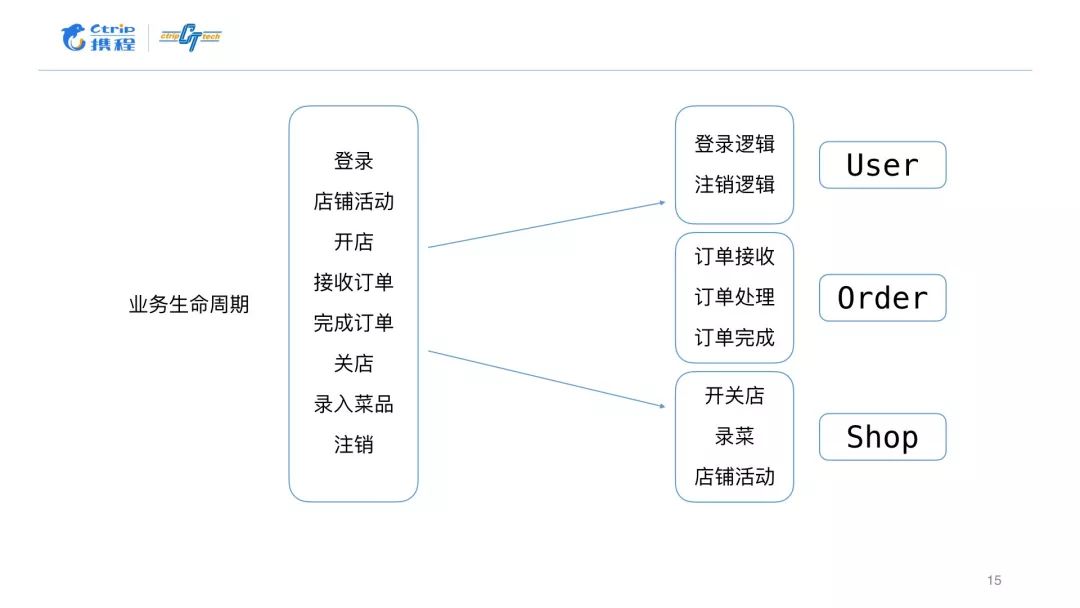 Ctrip
携程
ctrip CT tech
业务生命周期
登录
店铺活动
开店
接收订单
完成订单
关店
录入菜品
注销
登录逻辑
注销逻辑
User
订单接收
订单处理
订单完成
Order
开关店
录菜
店铺活动
Shop
15